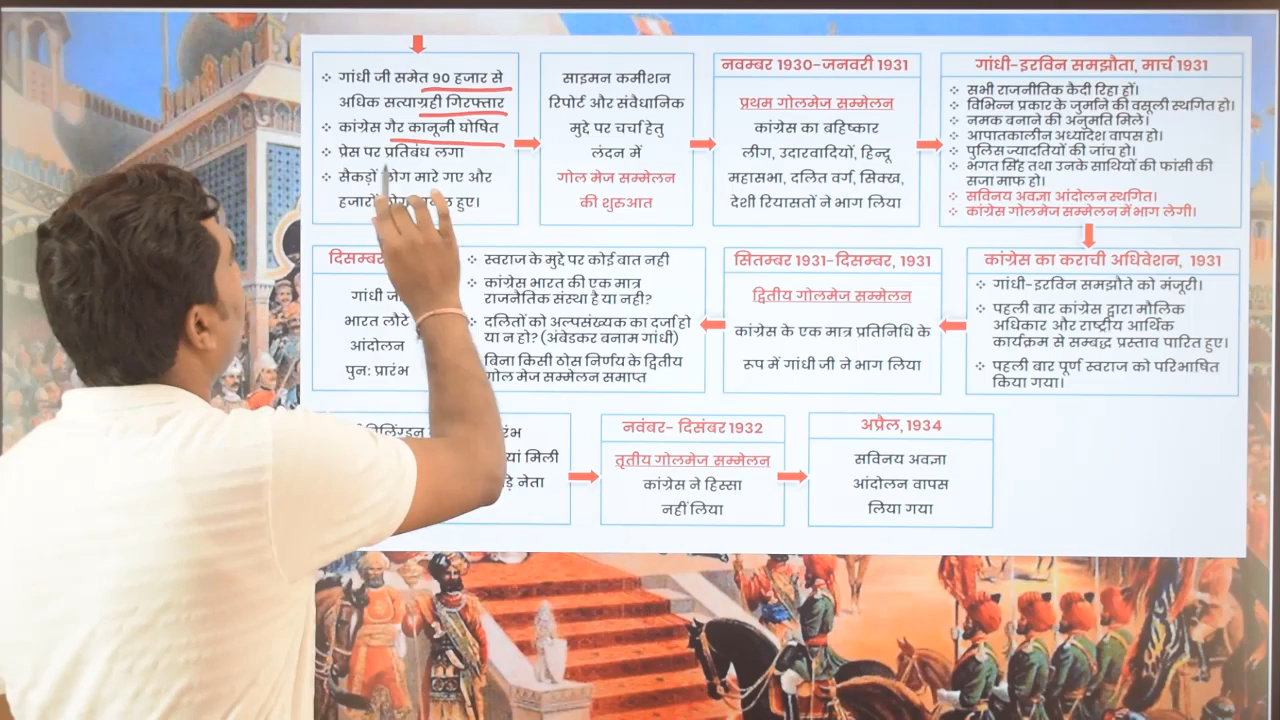 ❖ गांधी जी समेत 90 हजार से
अधिक सत्याग्रही गिरफ्तार
❖ कांग्रेस गैर कानूनी घोषित
❖ प्रेस पर प्रतिबंध लगा
❖ सैकड़ों मारे गए और
हुए।
साइमन कमीशन
रिपोर्ट और संवैधानिक
मुद्दे पर चर्चा हेतु
लंदन में
गोल मेज सम्मेलन
की शुरुआत
नवम्बर 1930-जनवरी 1931
प्रथम गोलमेज सम्मेलन
कांग्रेस का बहिष्कार
लीग, उदारवादियों, हिन्दू
महासभा, दलित वर्ग, सिक्ख,
देशी रियासतों ने भाग लिया
गांधी-इरविन समझौता, मार्च 1931
❖ सभी राजनीतिक कैदी रिहा हों।
❖ विभिन्न प्रकार के जुर्माने की वसूली स्थगित हो।
❖ नमक बनाने की अनुमति मिले।
❖ आपातकालीन अध्यादेश वापस हो।
❖ पुलिस ज्यादतियों की जांच हो।
❖ भगत सिंह तथा उनके साथियों की फांसी की
सजा माफ हो।
❖ सविनय अवज्ञा आंदोलन स्थगित।
❖ कांग्रेस गोलमेज सम्मेलन में भाग लेगी।
कांग्रेस का कराची अधिवेशन, 1931
❖ गांधी-इरविन समझौते को मंजूरी।
❖ पहली बार कांग्रेस द्वारा मौलिक
अधिकार और राष्ट्रीय आर्थिक
कार्यक्रम से सम्बद्ध प्रस्ताव पारित हुए।
❖ पहली बार पूर्ण स्वराज को परिभाषित
किया गया।
सितम्बर 1931-दिसम्बर, 1931
द्वितीय गोलमेज सम्मेलन
कांग्रेस के एक मात्र प्रतिनिधि के
रूप में गांधी जी ने भाग लिया
❖ स्वराज के मुद्दे पर कोई बात नही
❖ कांग्रेस भारत की एक मात्र
राजनैतिक संस्था है या नही?
❖ दलितों को अल्पसंख्यक का दर्जा हो
या न हो? (अंबेडकर बनाम गांधी)
बिना किसी ठोस निर्णय के द्वितीय
गोल मेज सम्मेलन समाप्त
गांधी
भारत लौटे
आंदोलन
पुनः प्रारंभ
मिली
नेता
नवंबर- दिसंबर 1932
तृतीय गोलमेज सम्मेलन
कांग्रेस ने हिस्सा
नहीं लिया
अप्रैल, 1934
सविनय अवज्ञा
आंदोलन वापस
लिया गया